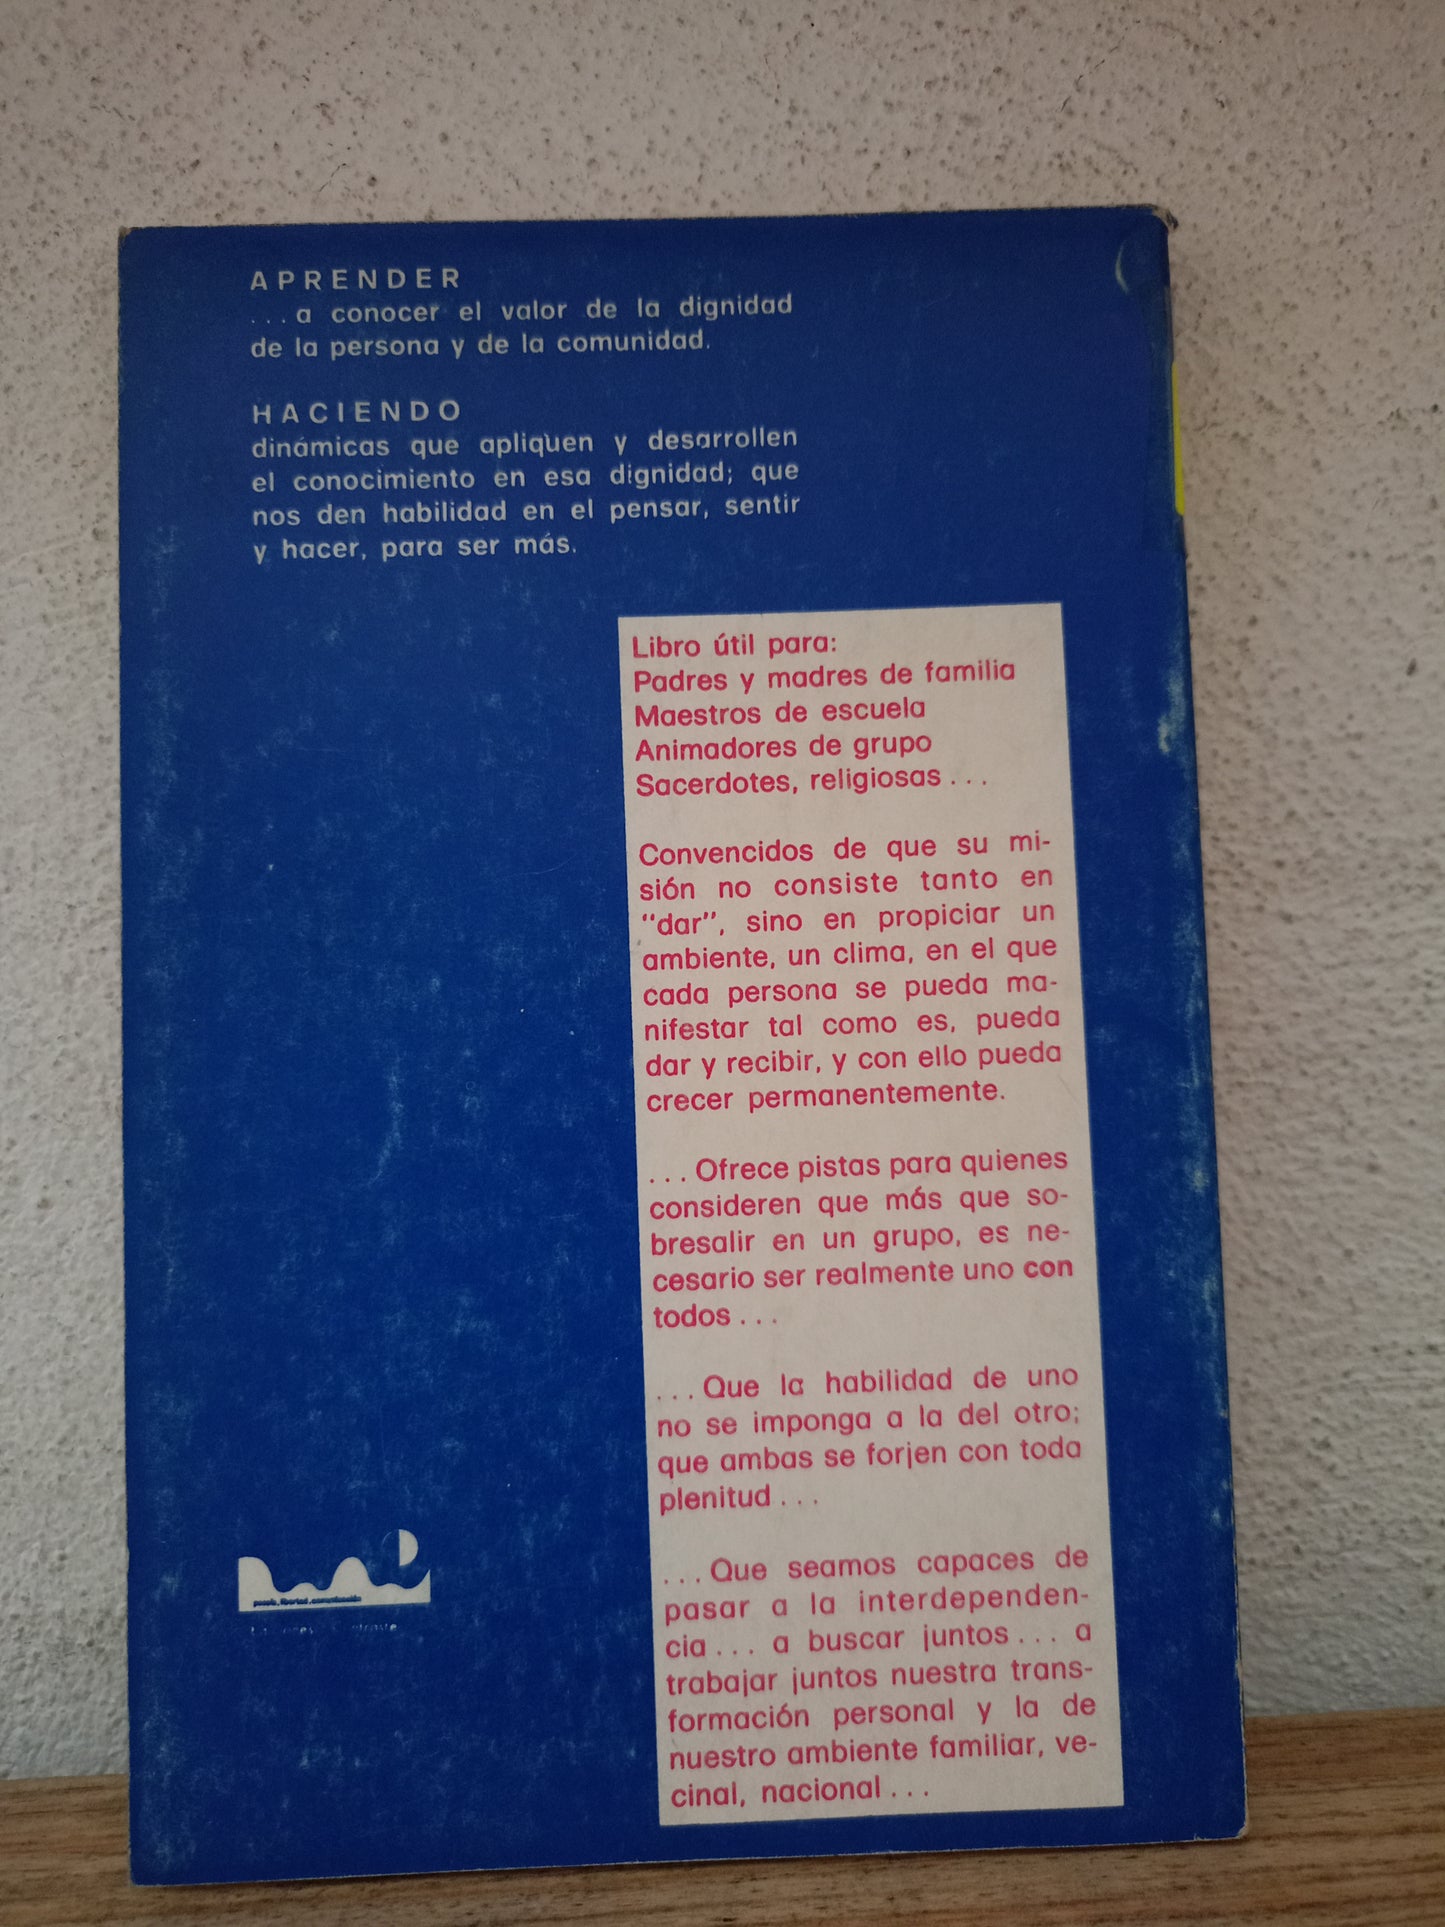 APRENDER
. . . a conocer el valor de la dignidad
de la persona y de la comunidad.
HACIENDO
dinámicas que apliquen y desarrollen
el conocimiento en esa dignidad; que
nos den habilidad en el pensar, sentir
y hacer, para ser más.
Libro útil para:
Padres y madres de familia
Maestros de escuela
Animadores de grupo
Sacerdotes, religiosas . . .
Convencidos de que su mi-
sión no consiste tanto en
"dar", sino en propiciar un
ambiente, un clima, en el que
cada persona se pueda ma-
nifestar tal como es, pueda
dar y recibir, y con ello pueda
crecer permanentemente.
. . . Ofrece pistas para quienes
consideren que más que so-
bresalir en un grupo, es ne-
cesario ser realmente uno con
todos . . .
. . . Que la habilidad de uno
no se imponga a la del otro;
que ambas se forjen con toda
plenitud . . .
. . . Que seamos capaces de
pasar a la interdependen-
cia . . . a buscar juntos . . . a
trabajar juntos nuestra trans-
formación personal y la de
nuestro ambiente familiar, ve-
cinal, nacional . . .
libertad, comunicación